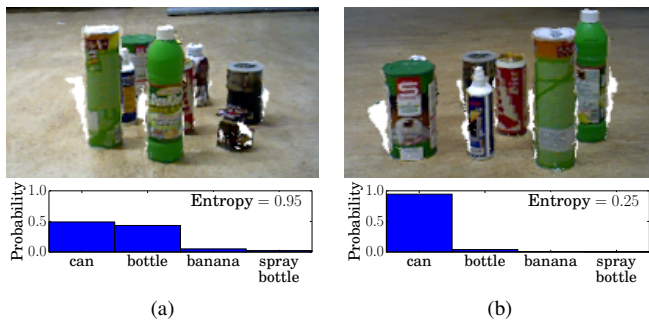 Probability
1.0
0.5
0.0
Entropy = 0.95
can bottle banana spray
bottle
(a)
Probability
1.0
0.5
0.0
Entropy = 0.25
can bottle banana spray
bottle
(b)